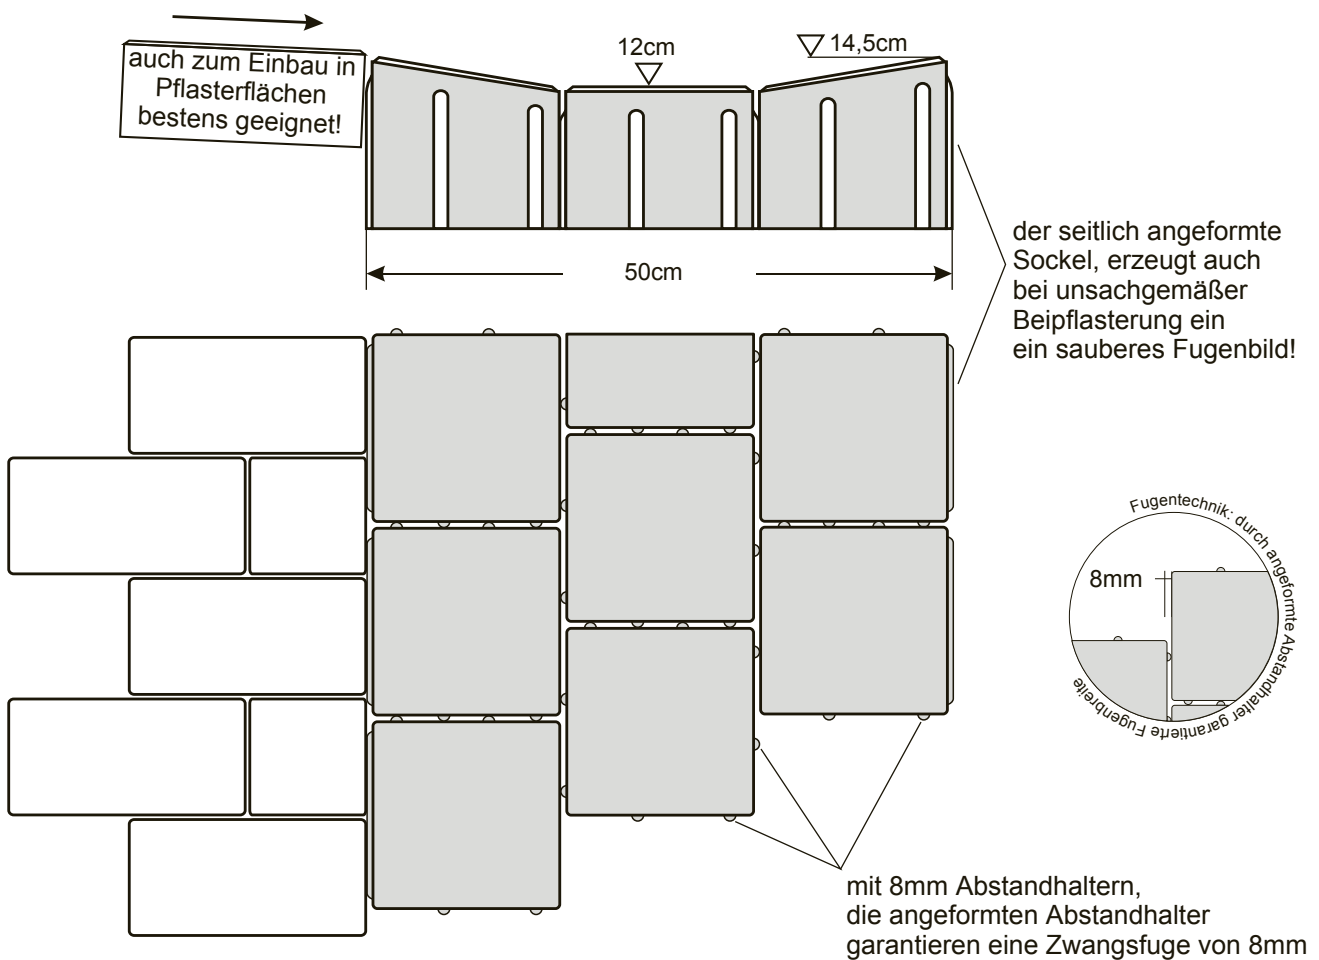 auch zum Einbau in
Pflasterflächen
bestens geeignet!
12cm
14,5cm
50cm
der seitlich angeformte
Sockel, erzeugt auch
bei unsachgemäßer
Beipflasterung ein
ein sauberes Fugenbild!
Fugentechnik: durch angeformte Abstandhalter garantierte Fugenbreite
8mm
mit 8mm Abstandhaltern,
die angeformten Abstandhalter
garantieren eine Zwangsfuge von 8mm